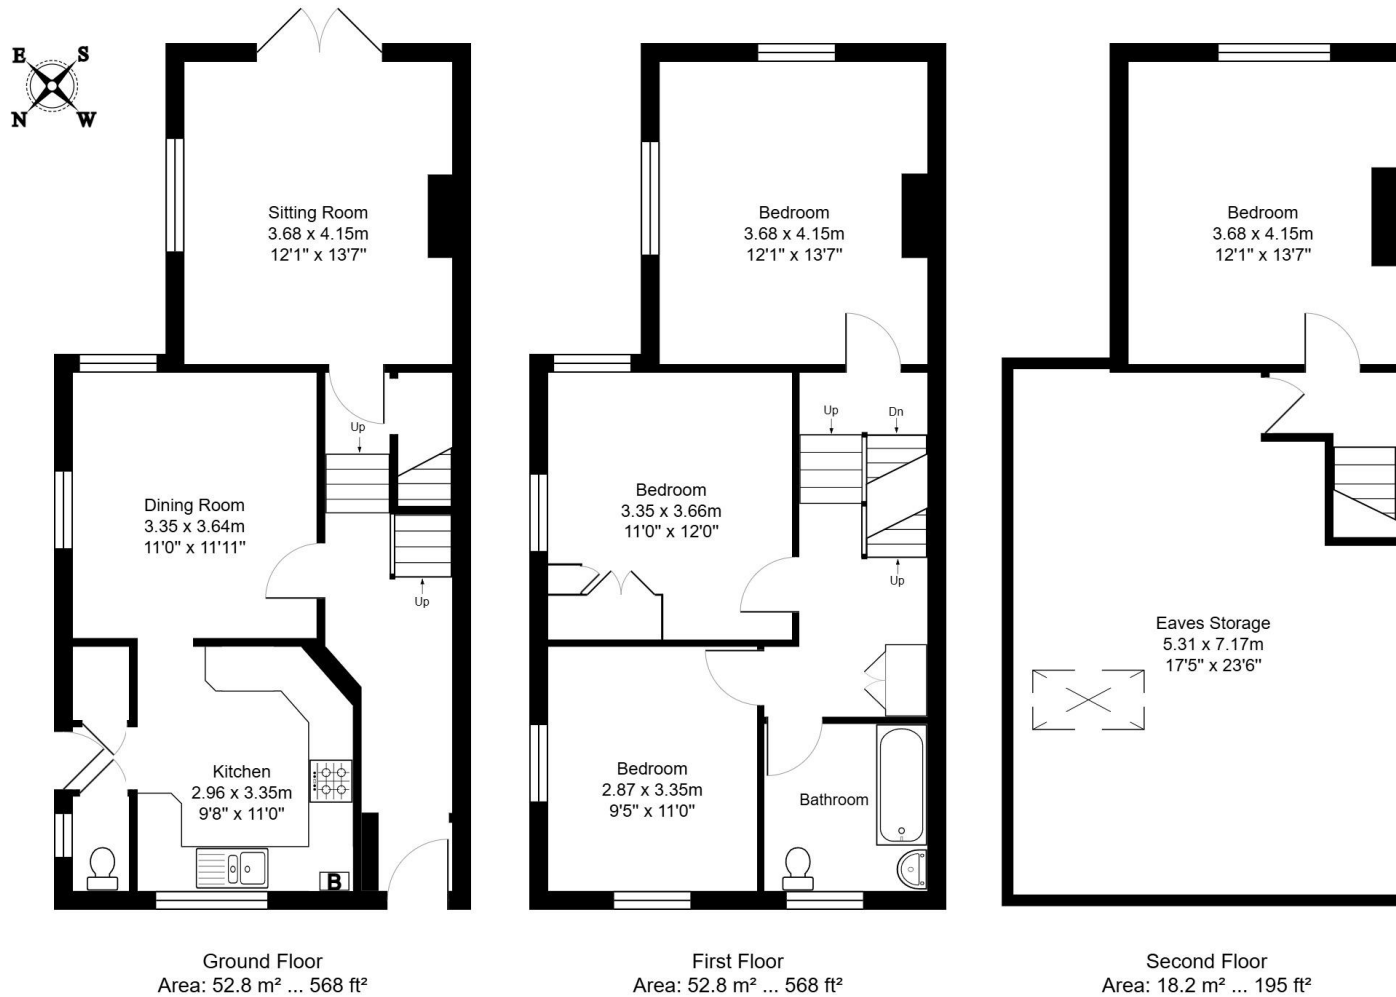 E S
N W
Sitting Room
3.68 x 4.15m
12'1" x 13'7"
Up
Dining Room
3.35 x 3.64m
11'0" x 11'11"
Up
Kitchen
2.96 x 3.35m
9'8" x 11'0"
B
Ground Floor
Area: 52.8 m² ... 568 ft²
Bedroom
3.68 x 4.15m
12'1" x 13'7"
Up
Dn
Bedroom
3.35 x 3.66m
11'0" x 12'0"
Up
Bedroom
2.87 x 3.35m
9'5" x 11'0"
Bathroom
First Floor
Area: 52.8 m² ... 568 ft²
Bedroom
3.68 x 4.15m
12'1" x 13'7"
Eaves Storage
5.31 x 7.17m
17'5" x 23'6"
Second Floor
Area: 18.2 m² ... 195 ft²